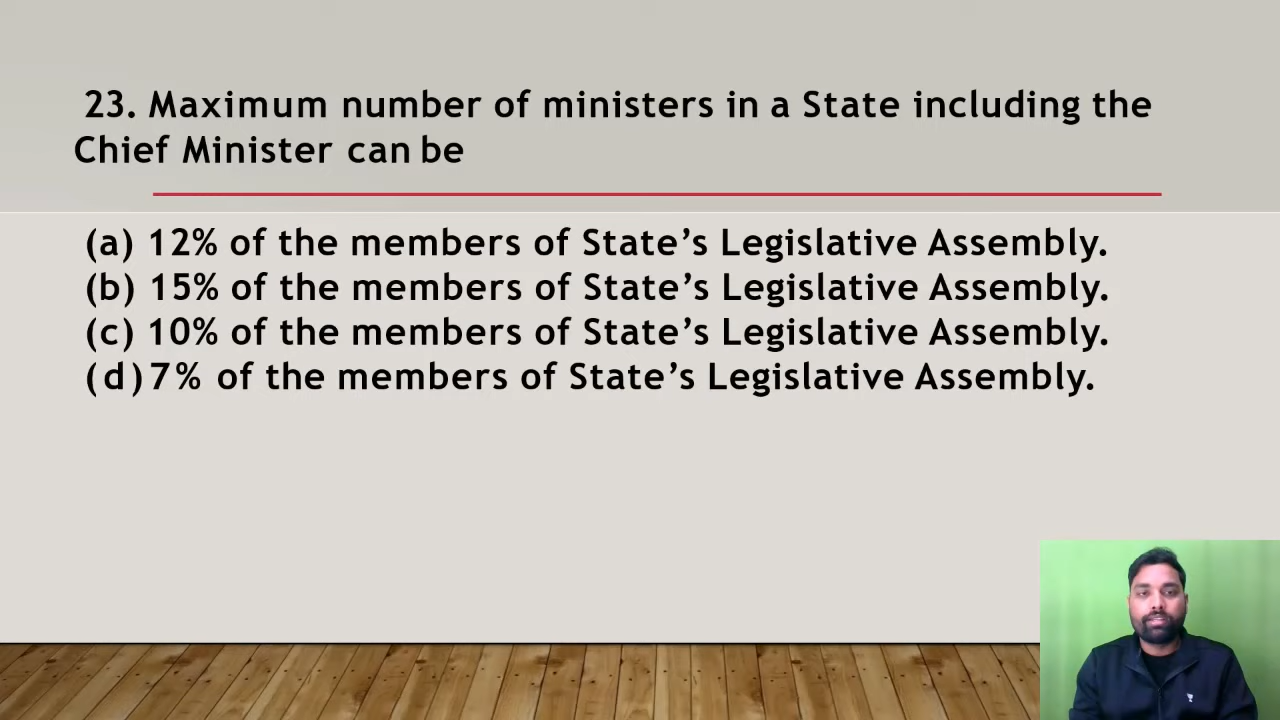 23. Maximum number of ministers in a State including the
Chief Minister can be
(a) 12% of the members of State’s Legislative Assembly.
(b) 15% of the members of State’s Legislative Assembly.
(c) 10% of the members of State’s Legislative Assembly.
(d) 7% of the members of State’s Legislative Assembly.